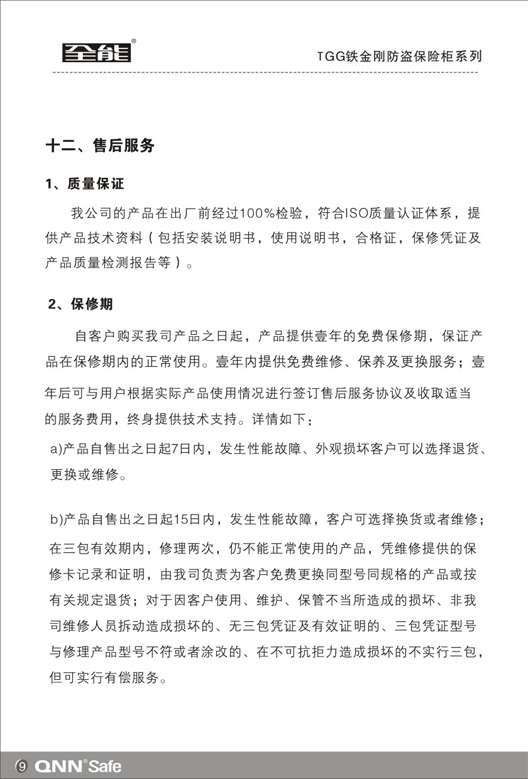 全能®
TGG铁金刚防盗保险柜系列
十二、售后服务
1、质量保证
我公司的产品在出厂前经过100%检验，符合ISO质量认证体系，提
供产品技术资料（包括安装说明书，使用说明书，合格证，保修凭证及
产品质量检测报告等）。
2、保修期
自客户购买我司产品之日起，产品提供壹年的免费保修期，保证产
品在保修期内的正常使用。壹年内提供免费维修、保养及更换服务；壹
年后可与用户根据实际产品使用情况进行签订售后服务协议及收取适当
的服务费用，终身提供技术支持。详情如下：
a)产品自售出之日起7日内，发生性能故障、外观损坏客户可以选择退货、
更换或维修。
b)产品自售出之日起15日内，发生性能故障，客户可选择换货或者维修；
在三包有效期内，修理两次，仍不能正常使用的产品，凭维修提供的保
修卡记录和证明，由我司负责为客户免费更换同型号同规格的产品或按
有关规定退货；对于因客户使用、维护、保管不当所造成的损坏、非我
司维修人员拆动造成损坏的、无三包凭证及有效证明的、三包凭证型号
与修理产品型号不符或者涂改的、在不可抗拒力造成损坏的不实行三包，
但可实行有偿服务。
9 QNN® Safe